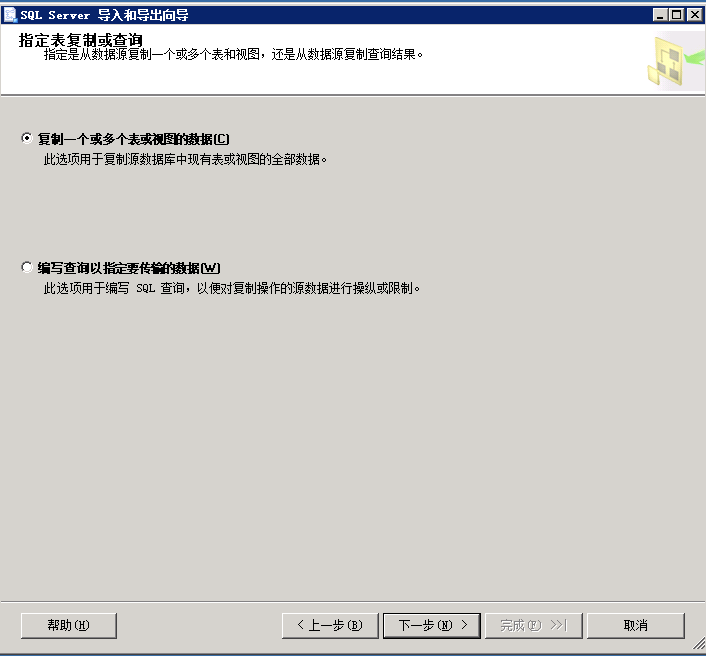 SQL Server 导入和导出向导
指定表复制或查询
指定是从数据源复制一个或多个表和视图，还是从数据源复制查询结果。
复制一个或多个表或视图的数据(C)
此选项用于复制源数据库中现有表或视图的全部数据。
编写查询以指定要传输的数据(W)
此选项用于编写 SQL 查询，以便对复制操作的源数据进行操纵或限制。
帮助(H) < 上一步(B) 下一步(N) > 完成(F) >>| 取消